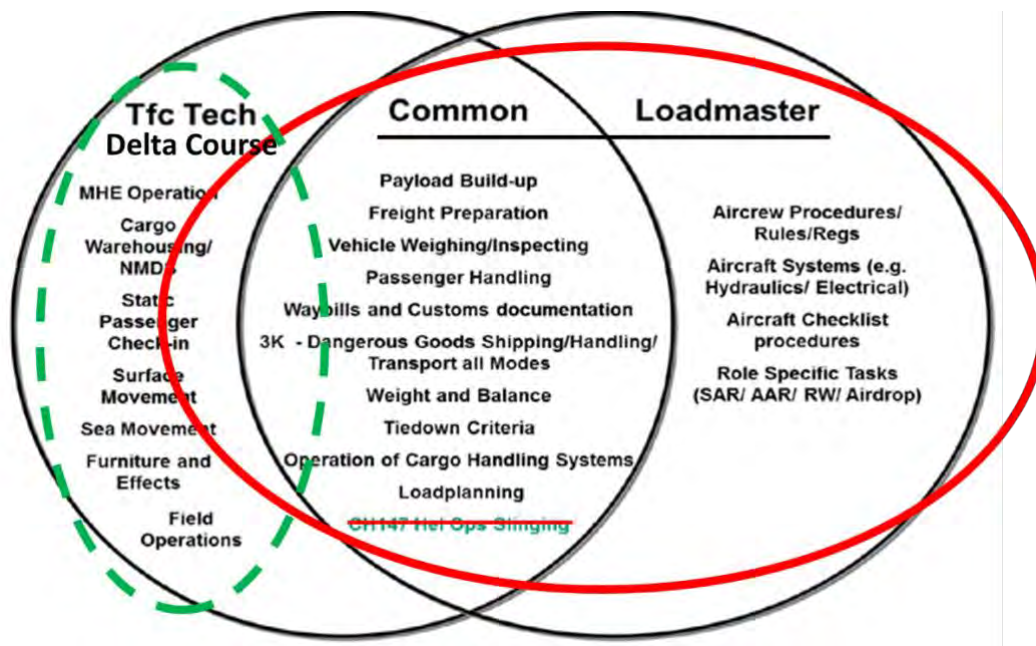 Tfc Tech
Delta Course
MHE Operation
Cargo
Warehousing/
NMDS
Static
Passenger
Check-in
Surface
Movement
Sea Movement
Furniture and
Effects
Field
Operations
Common
Payload Build-up
Freight Preparation
Vehicle Weighing/Inspecting
Passenger Handling
Waybills and Customs documentation
3K - Dangerous Goods Shipping/Handling/
Transport all Modes
Weight and Balance
Tiedown Criteria
Operation of Cargo Handling Systems
Loadplanning
CH147 Hel Ops Slinging
Loadmaster
Aircrew Procedures/
Rules/Regs
Aircraft Systems (e.g.
Hydraulics/ Electrical)
Aircraft Checklist
procedures
Role Specific Tasks
(SAR/ AAR/ RW/ Airdrop)